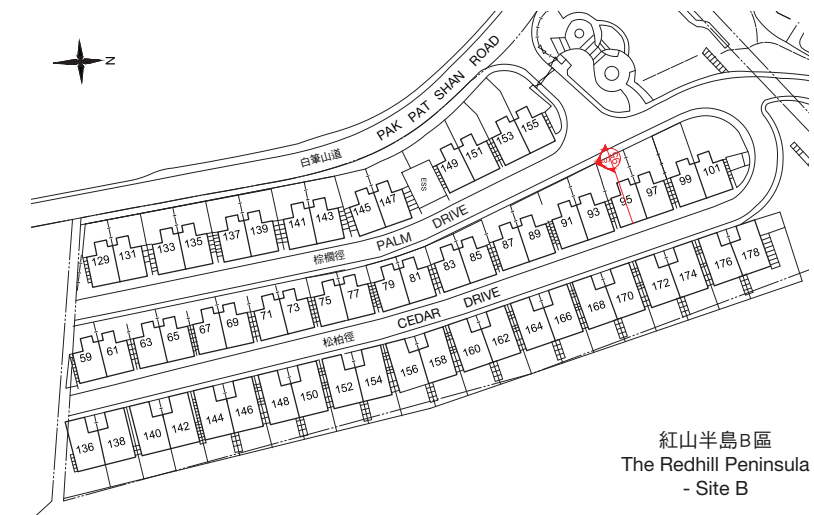 N
PAK PAT SHAN ROAD
白筆山道
153 155
149 151
ESS
145 147
141 143
137 139
133 135
129 131
PALM DRIVE
棕櫚徑
99 101
95 97
91 93
87 89
83 85
79 81
75 77
71 73
67 69
63 65
59 61
CEDAR DRIVE
松柏徑
176 178
172 174
168 170
164 166
160 162
156 158
152 154
148 150
144 146
140 142
136 138
紅山半島B區
The Redhill Peninsula
- Site B